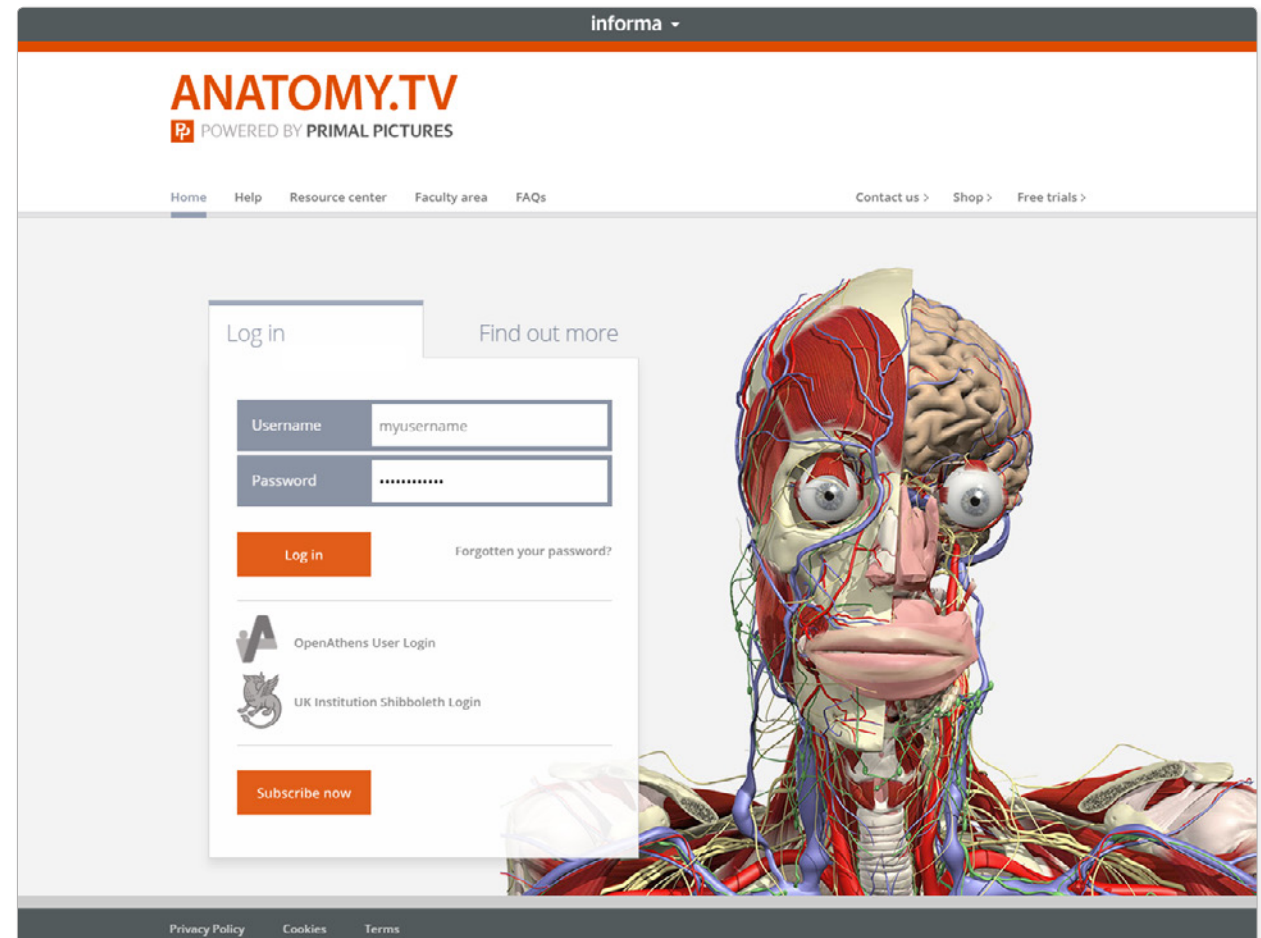 informa
ANATOMY.TV
POWERED BY PRIMAL PICTURES
Home Help Resource center Faculty area FAQs Contact us > Shop > Free trials >
Log in Find out more
Username myusername
Password ............
Log in Forgotten your password?
OpenAthens User Login
UK Institution Shibboleth Login
Subscribe now
Privacy Policy Cookies Terms